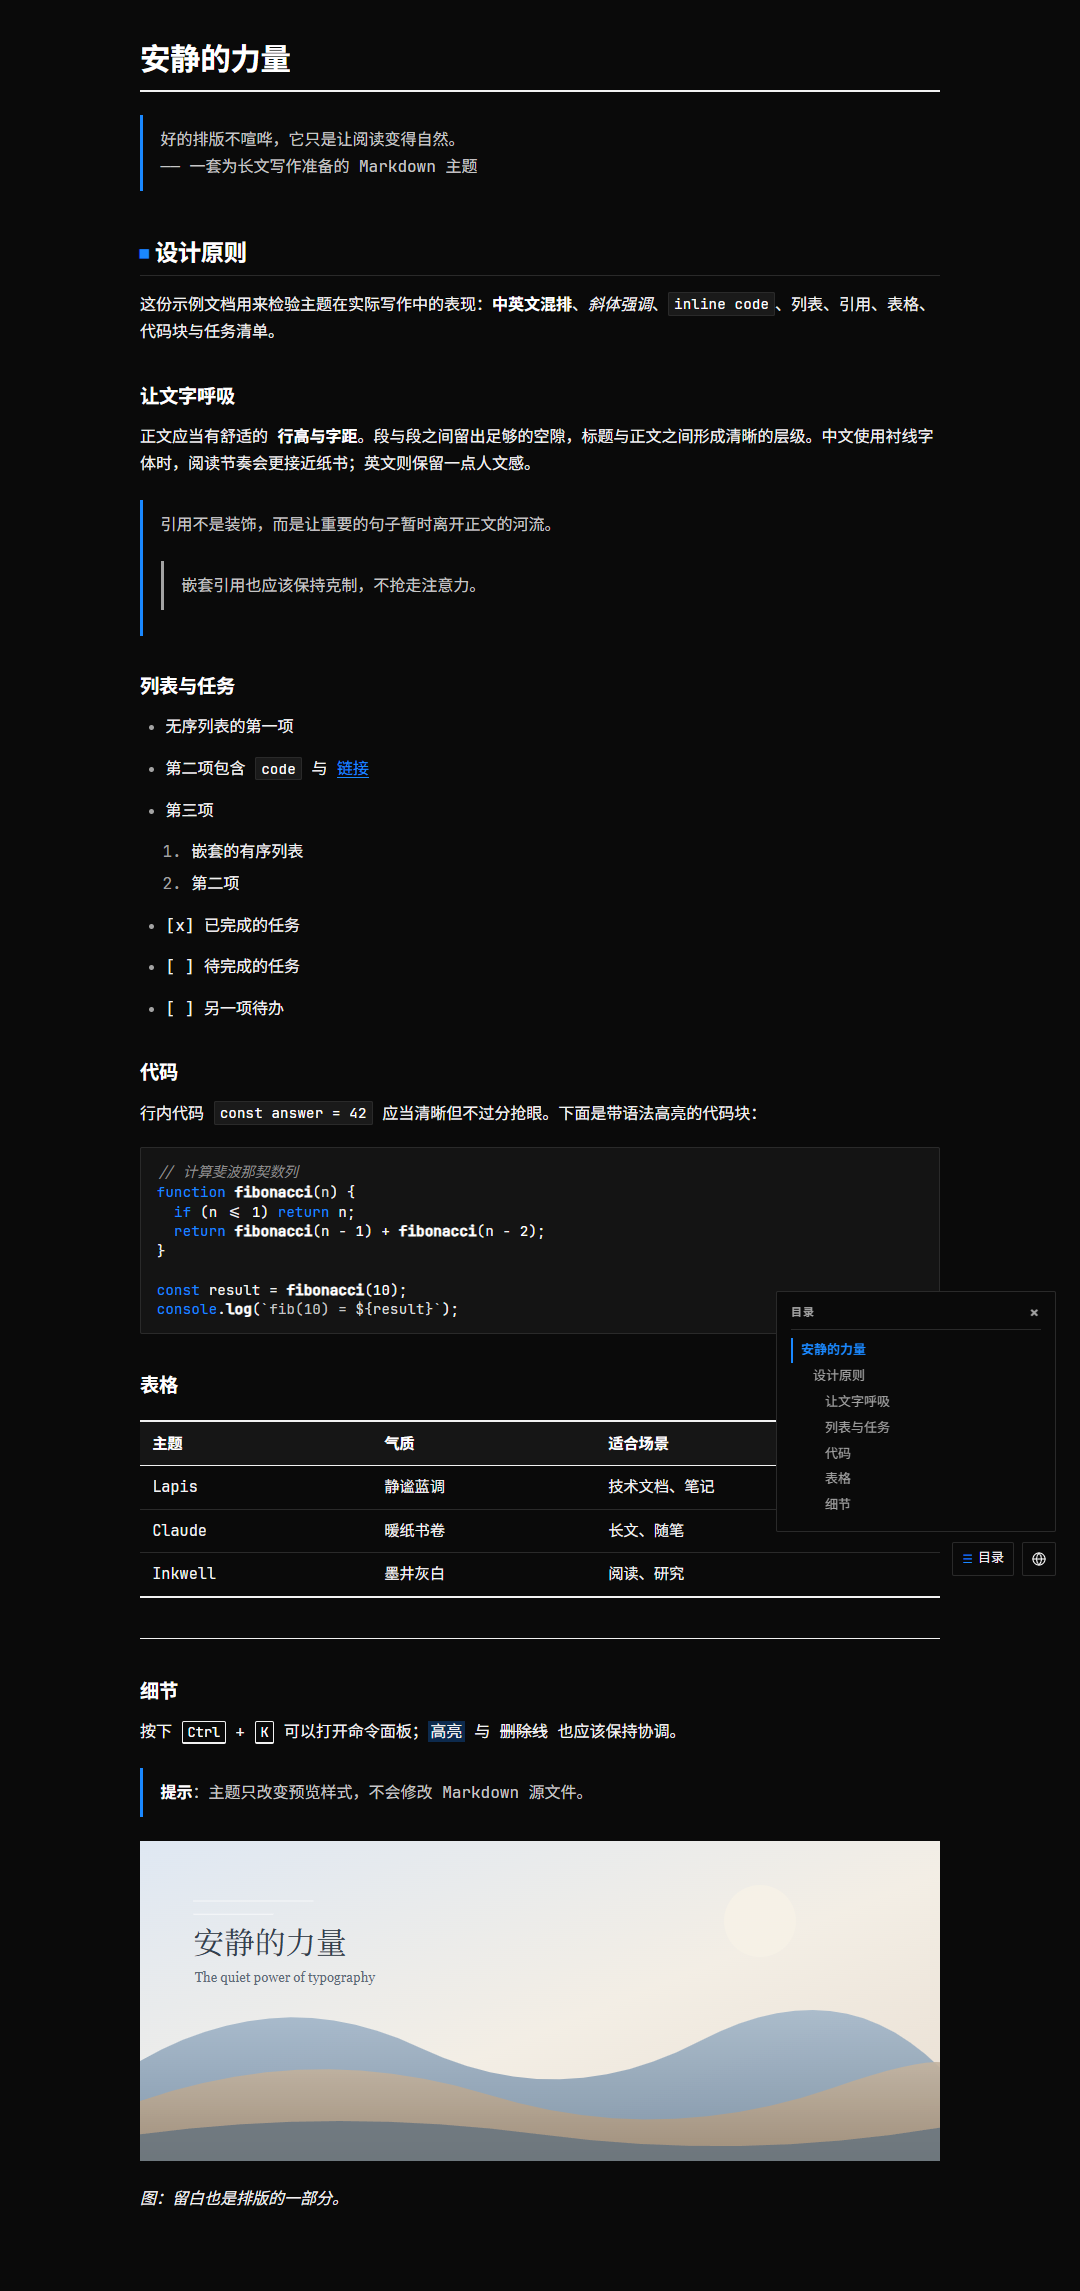 安静的力量
好的排版不喧哗，它只是让阅读变得自然。
—— 一套为长文写作准备的 Markdown 主题
设计原则
这份示例文档用来检验主题在实际写作中的表现：中英文混排、斜体强调、inline code、列表、引用、表格、
代码块与任务清单。
让文字呼吸
正文应当有舒适的 行高与字距。段与段之间留出足够的空隙，标题与正文之间形成清晰的层级。中文使用衬线字
体时，阅读节奏会更接近纸书；英文则保留一点人文感。
引用不是装饰，而是让重要的句子暂时离开正文的河流。
嵌套引用也应该保持克制，不抢走注意力。
列表与任务
• 无序列表的第一项
• 第二项包含 code 与 链接
• 第三项
1. 嵌套的有序列表
2. 第二项
• [x] 已完成的任务
• [ ] 待完成的任务
• [ ] 另一项待办
代码
行内代码 const answer = 42 应当清晰但不过分抢眼。下面是带语法高亮的代码块：
// 计算斐波那契数列
function fibonacci(n) {
  if (n <= 1) return n;
  return fibonacci(n - 1) + fibonacci(n - 2);
}
const result = fibonacci(10);
console.log(`fib(10) = ${result}`);
目录 ×
安静的力量
设计原则
让文字呼吸
列表与任务
代码
表格
细节
☰ 目录
表格
主题 气质 适合场景
Lapis 静谧蓝调 技术文档、笔记
Claude 暖纸书卷 长文、随笔
Inkwell 墨井灰白 阅读、研究
细节
按下 Ctrl + K 可以打开命令面板；高亮 与 删除线 也应该保持协调。
提示：主题只改变预览样式，不会修改 Markdown 源文件。
安静的力量
The quiet power of typography
图：留白也是排版的一部分。